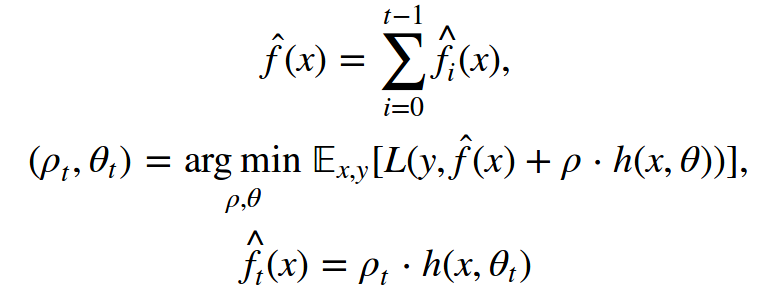 f̂(x) = ∑_{i=0}^{t−1} f̂_i(x),
(ρ_t, θ_t) = arg min_{ρ,θ} 𝔼_{x,y}[L(y, f̂(x) + ρ · h(x, θ))],
f̂_t(x) = ρ_t · h(x, θ_t)